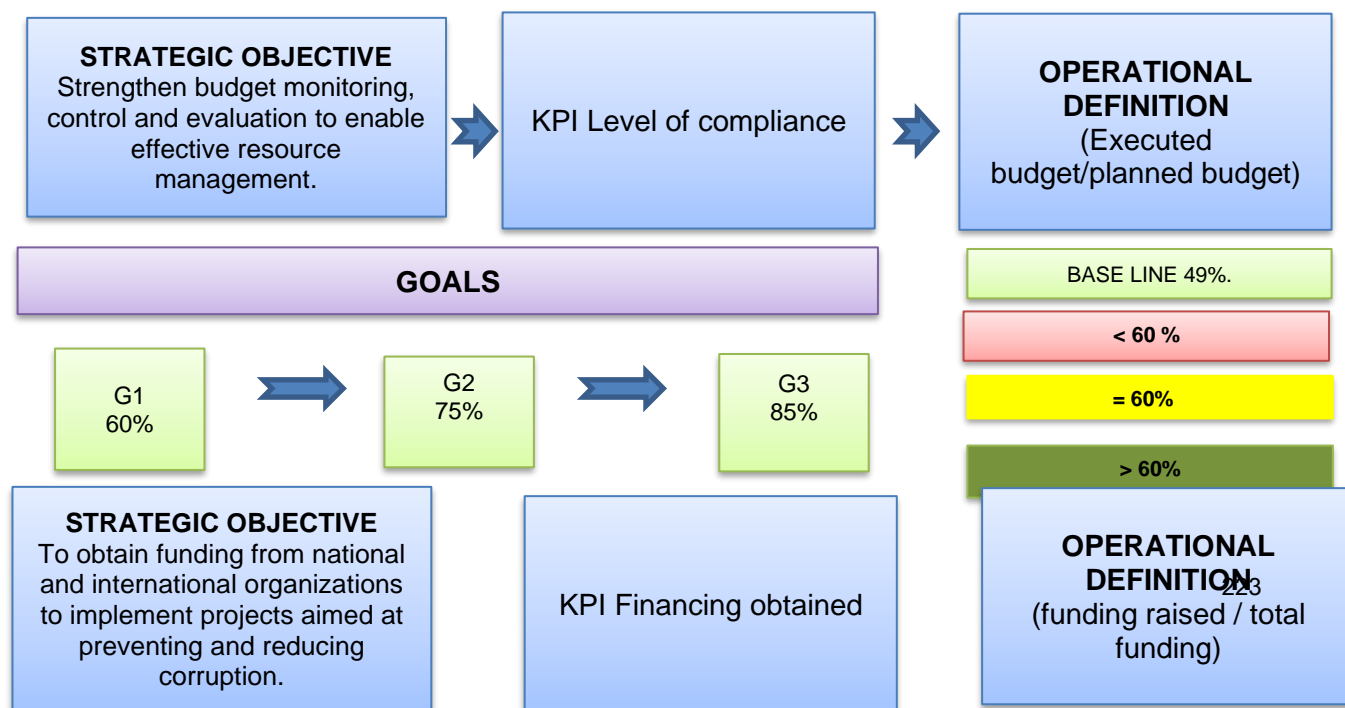 STRATEGIC OBJECTIVE
Strengthen budget monitoring,
control and evaluation to enable
effective resource
management.
KPI Level of compliance
OPERATIONAL
DEFINITION
(Executed
budget/planned budget)
GOALS
BASE LINE 49%.
< 60 %
= 60%
> 60%
G1
60%
G2
75%
G3
85%
STRATEGIC OBJECTIVE
To obtain funding from national
and international organizations
to implement projects aimed at
preventing and reducing
corruption.
KPI Financing obtained
OPERATIONAL
DEFINITION
(funding raised / total
funding)
223